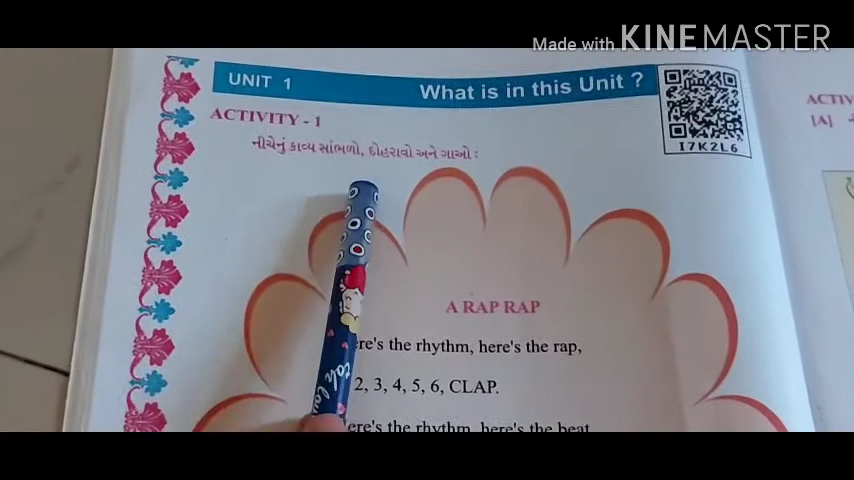 Made with KINEMASTER
UNIT 1
What is in this Unit ?
I7K2L6
ACTIVITY - 1
નીચેનું કાવ્ય સાંભળો, દોહરાવો અને ગાઓ :
A RAP RAP
ere's the rhythm, here's the rap,
2, 3, 4, 5, 6, CLAP.
ere's the rhythm, here's the beat
ACTIV
[A]